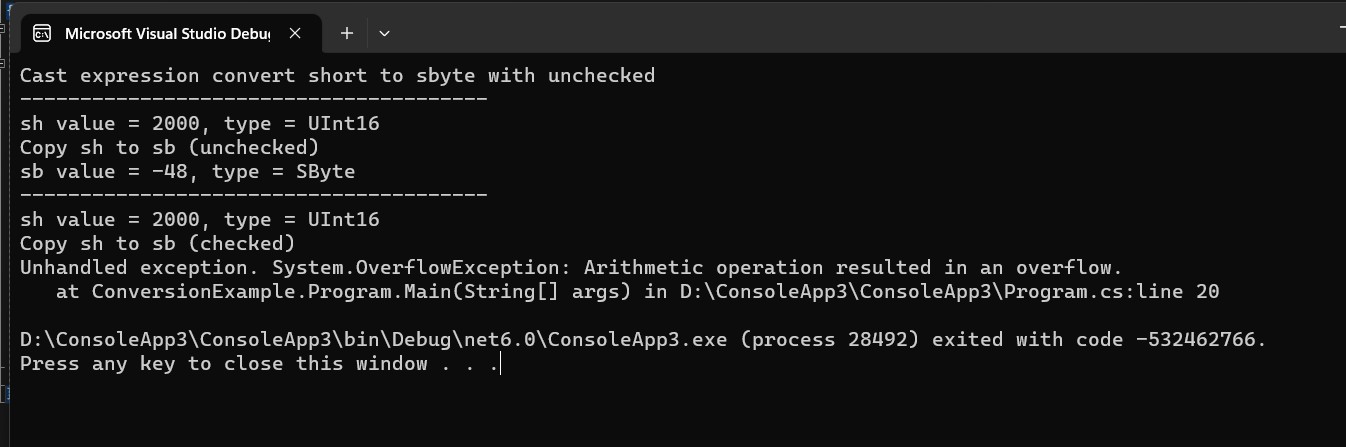 Microsoft Visual Studio Debug
Cast expression convert short to sbyte with unchecked
---------------------------------------
sh value = 2000, type = UInt16
Copy sh to sb (unchecked)
sb value = -48, type = SByte
---------------------------------------
sh value = 2000, type = UInt16
Copy sh to sb (checked)
Unhandled exception. System.OverflowException: Arithmetic operation resulted in an overflow.
   at ConversionExample.Program.Main(String[] args) in D:\ConsoleApp3\ConsoleApp3\Program.cs:line 20
D:\ConsoleApp3\ConsoleApp3\bin\Debug\net6.0\ConsoleApp3.exe (process 28492) exited with code -532462766.
Press any key to close this window . . .